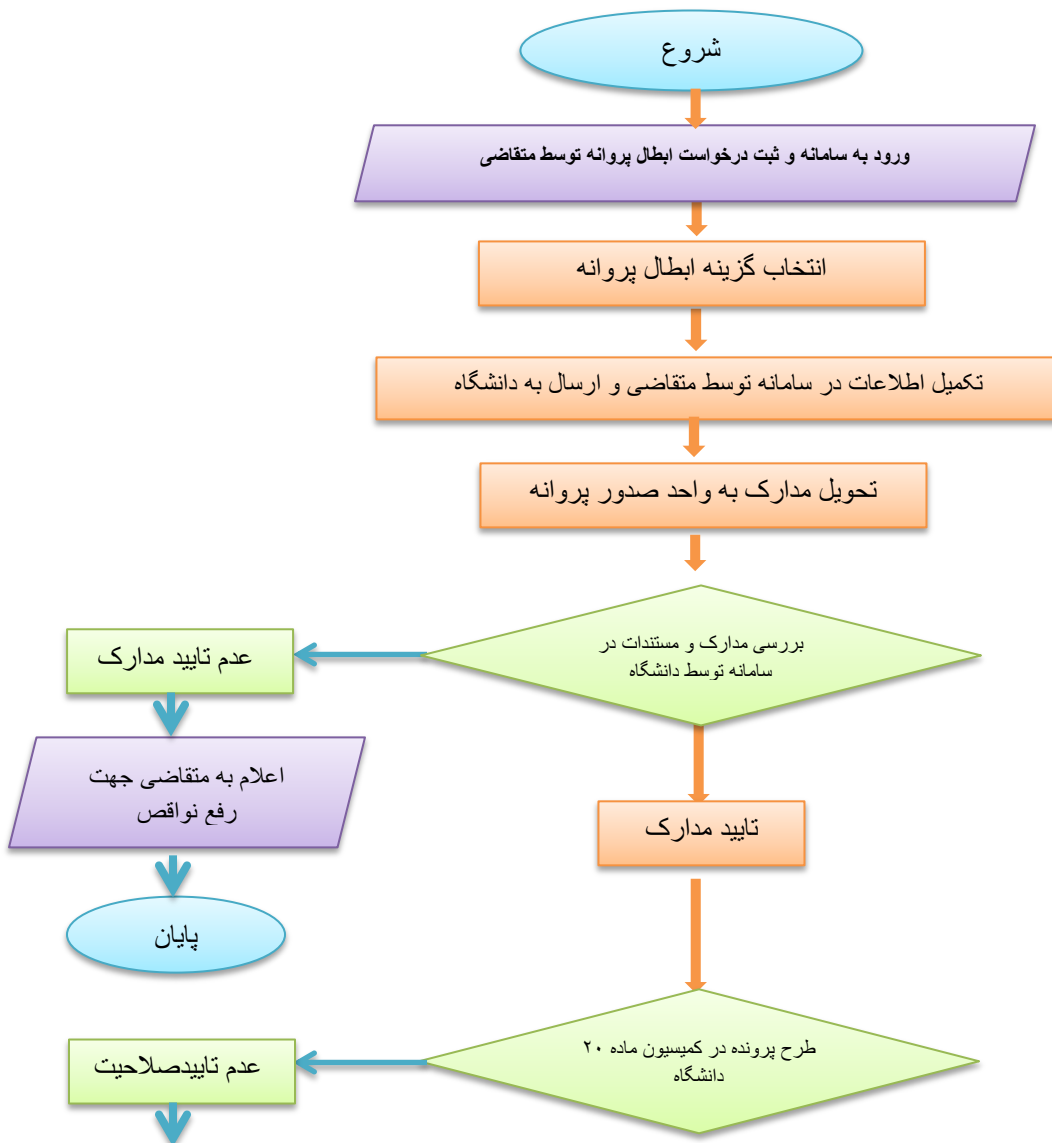 شروع
ورود به سامانه و ثبت درخواست ابطال پروانه توسط متقاضی
انتخاب گزینه ابطال پروانه
تکمیل اطلاعات در سامانه توسط متقاضی و ارسال به دانشگاه
تحویل مدارک به واحد صدور پروانه
بررسی مدارک و مستندات در
سامانه توسط دانشگاه
عدم تایید مدارک
اعلام به متقاضی جهت
رفع نواقص
تایید مدارک
پایان
طرح پرونده در کمیسیون ماده ۲۰
دانشگاه
عدم تاییدصلاحیت